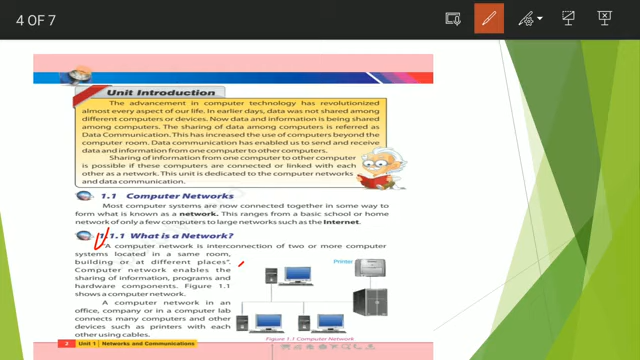 4 OF 7
Unit Introduction
The advancement in computer technology has revolutionized
almost every aspect of our life. In earlier days, data was not shared among
different computers or devices. Now data and information is being shared
among computers. The sharing of data among computers is referred as
Data Communication. This has increased the use of computers beyond the
computer room. Data communication has enabled us to send and receive
data and information from one computer to other computers.
Sharing of information from one computer to other computer
is possible if these computers are connected or linked with each
other as a network. This unit is dedicated to the computer networks
and data communication.
1.1 Computer Networks
Most computer systems are now connected together in some way to
form what is known as a network. This ranges from a basic school or home
network of only a few computers to large networks such as the Internet.
1.1.1 What is a Network?
"A computer network is interconnection of two or more computer
systems located in a same room,
building or at different places".
Computer network enables the
sharing of information, programs and
hardware components. Figure 1.1
shows a computer network.
A computer network in an
office, company or in a computer lab
connects many computers and other
devices such as printers with each
other using cables.
Printer
Figure 1.1 Computer Network
2 Unit 1 Networks and Communications